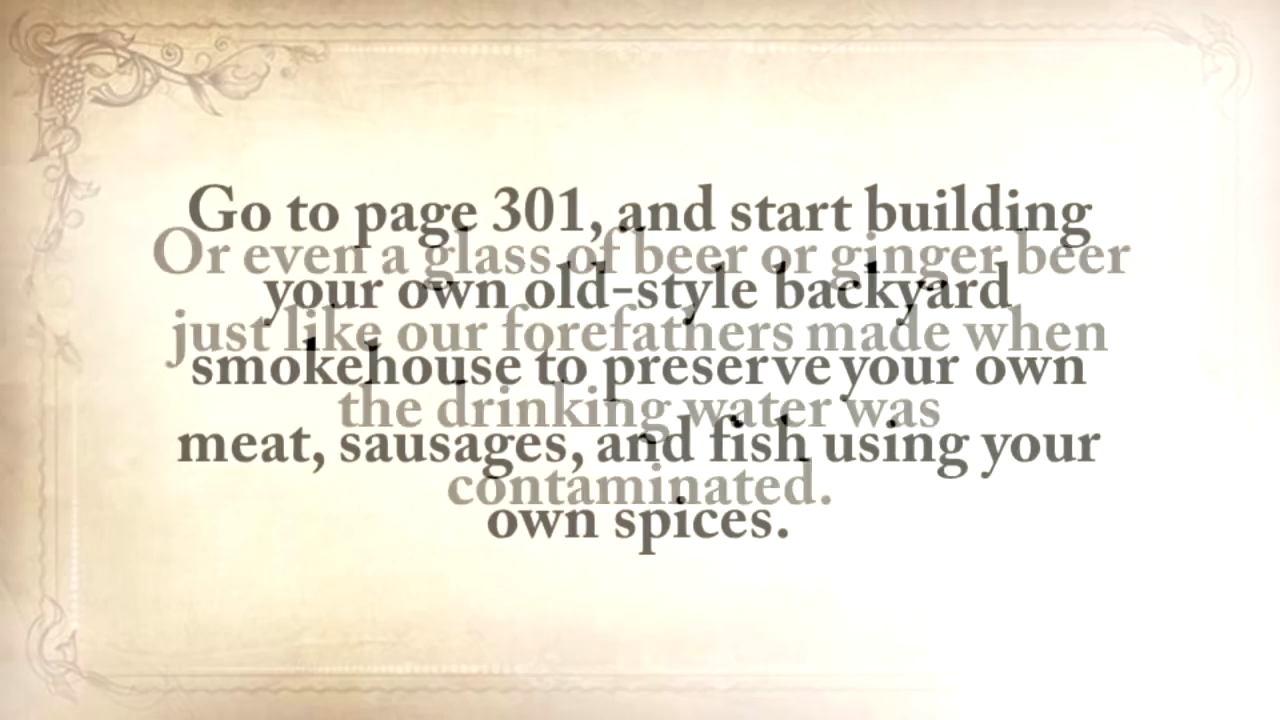 Go to page 301, and start building
your own old-style backyard
smokehouse to preserve your own
meat, sausages, and fish using your
own spices.
Or even a glass of beer or ginger beer
just like our forefathers made when
the drinking water was
contaminated.